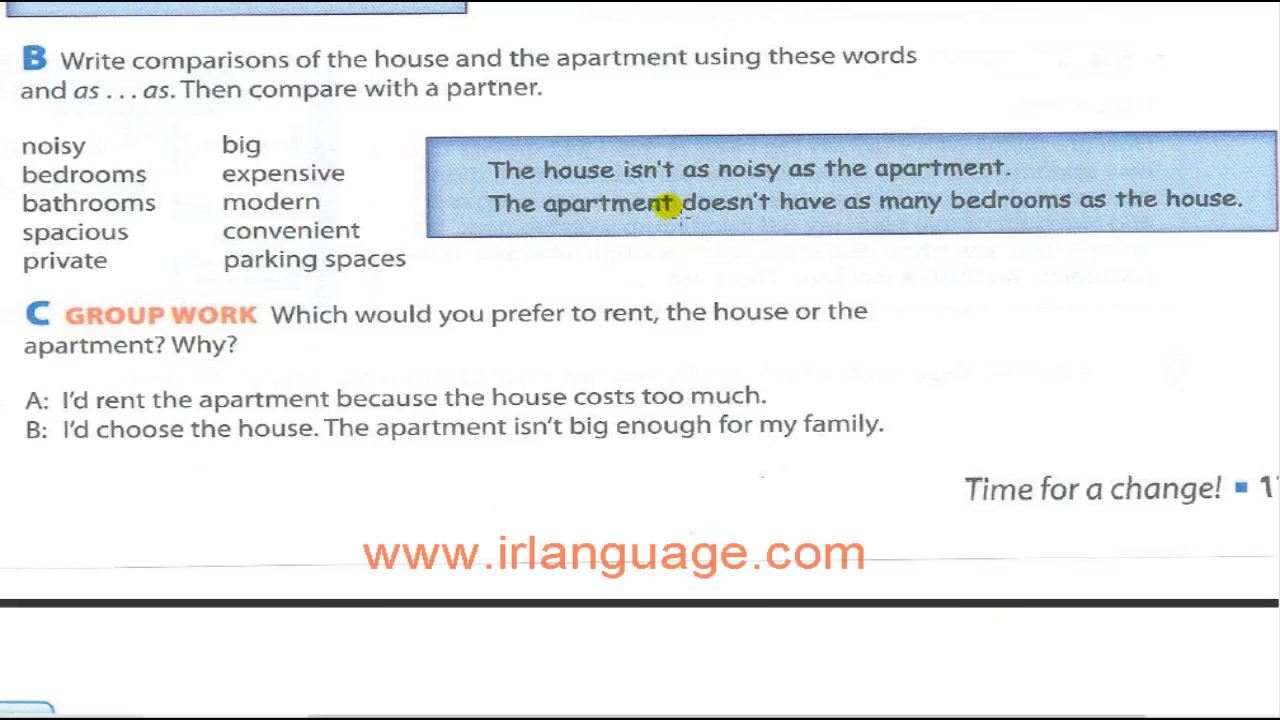 B Write comparisons of the house and the apartment using these words
and as . . . as. Then compare with a partner.
noisy
bedrooms
bathrooms
spacious
private
big
expensive
modern
convenient
parking spaces
The house isn't as noisy as the apartment.
The apartment doesn't have as many bedrooms as the house.
C GROUP WORK Which would you prefer to rent, the house or the
apartment? Why?
A: I'd rent the apartment because the house costs too much.
B: I'd choose the house. The apartment isn't big enough for my family.
Time for a change! ▪
www.irlanguage.com